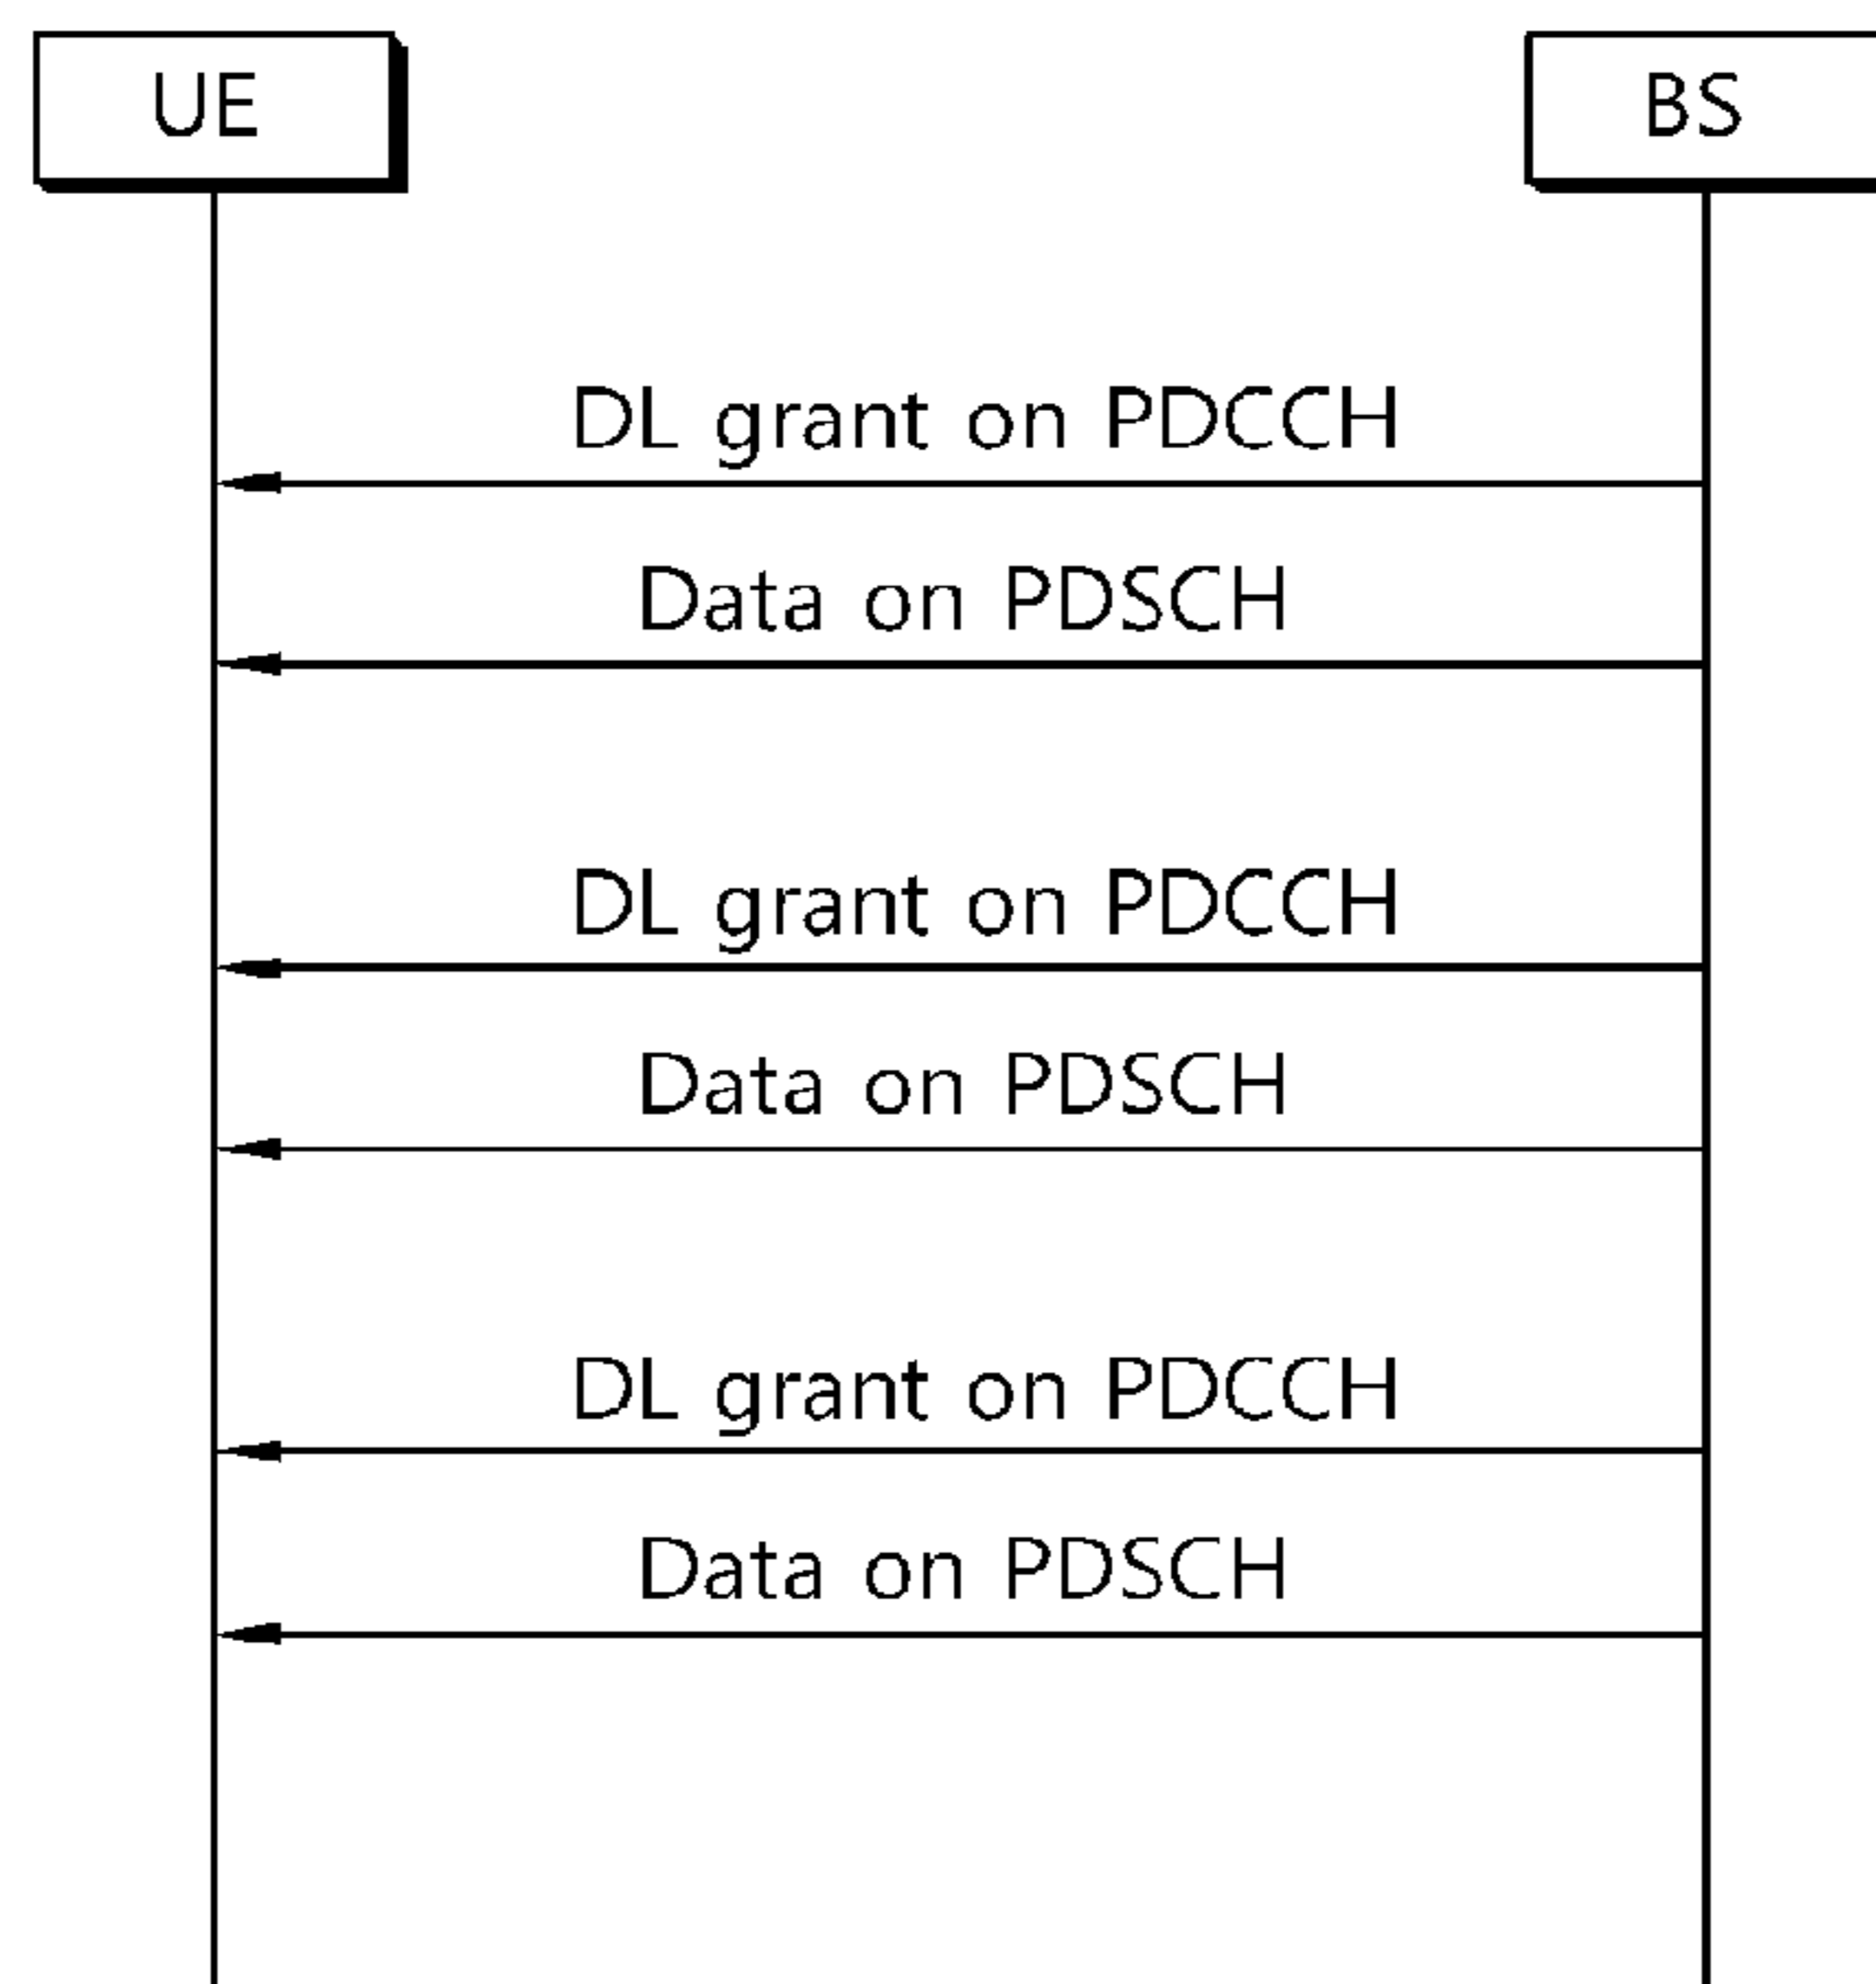 UE
BS
DL grant on PDCCH
Data on PDSCH
DL grant on PDCCH
Data on PDSCH
DL grant on PDCCH
Data on PDSCH